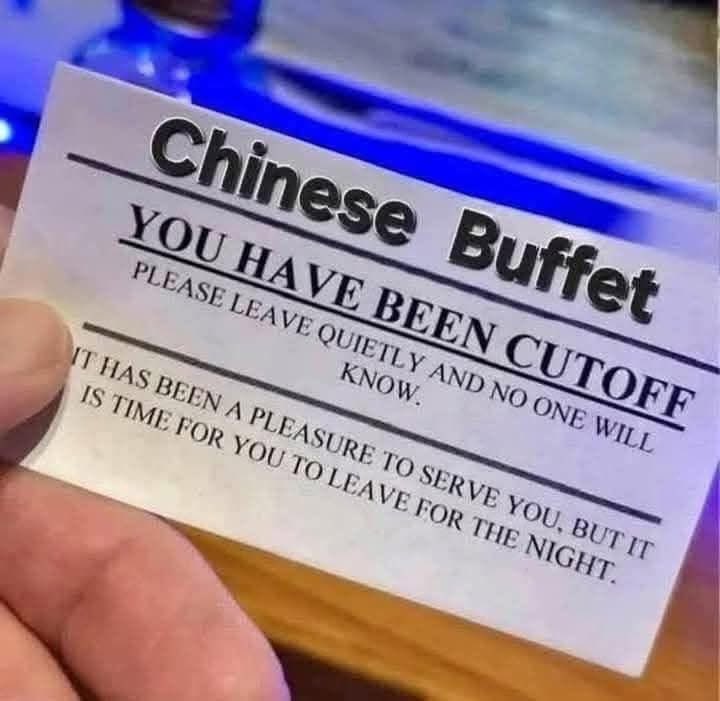 Chinese Buffet
YOU HAVE BEEN CUTOFF
PLEASE LEAVE QUIETLY AND NO ONE WILL
KNOW.
IT HAS BEEN A PLEASURE TO SERVE YOU, BUT IT
IS TIME FOR YOU TO LEAVE FOR THE NIGHT.